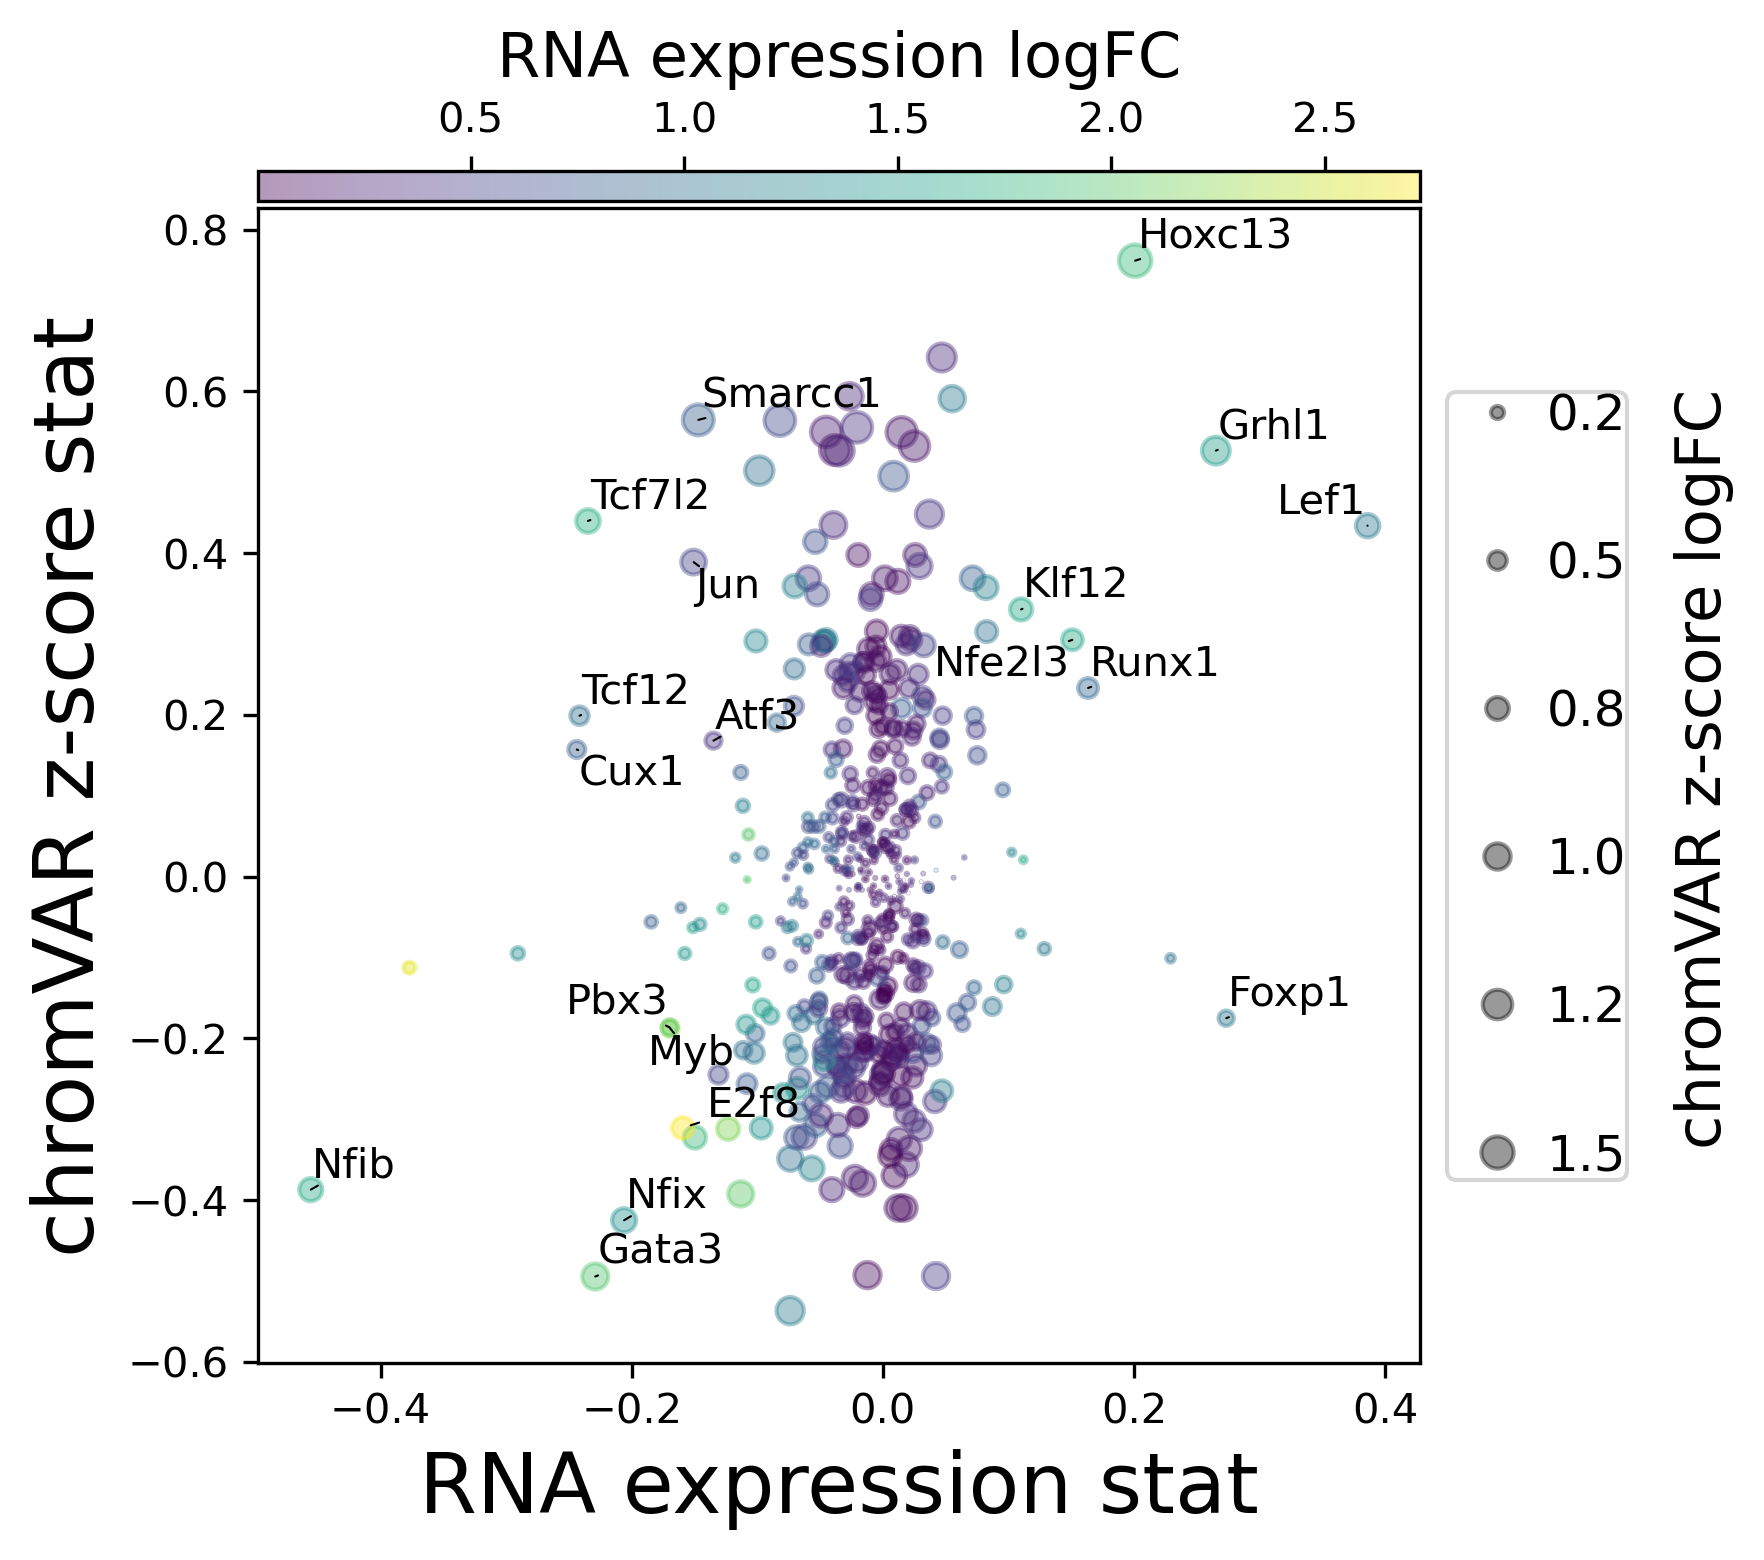 RNA expression logFC
0.5 1.0 1.5 2.0 2.5
chromVAR z-score stat
0.8
0.6
0.4
0.2
0.0
−0.2
−0.4
−0.6
Hoxc13
Smarcc1
Grhl1
Tcf7l2
Lef1
Jun
Klf12
Nfe2l3
Runx1
Tcf12
Atf3
Cux1
Pbx3
Foxp1
Myb
E2f8
Nfib
Nfix
Gata3
−0.4 −0.2 0.0 0.2 0.4
RNA expression stat
0.2
0.5
0.8
1.0
1.2
1.5
chromVAR z-score logFC